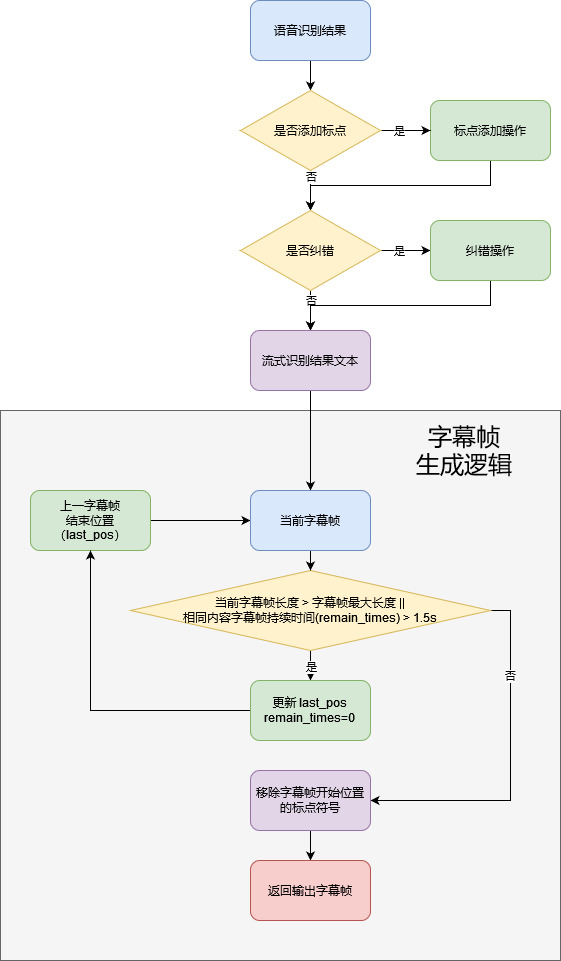 语音识别结果
是否添加标点
是
标点添加操作
否
是否纠错
是
纠错操作
否
流式识别结果文本
字幕帧
生成逻辑
上一字幕帧
结束位置
（last_pos）
当前字幕帧
当前字幕帧长度 > 字幕帧最大长度 ||
相同内容字幕帧持续时间(remain_times) > 1.5s
是
否
更新 last_pos
remain_times=0
移除字幕帧开始位置
的标点符号
返回输出字幕帧